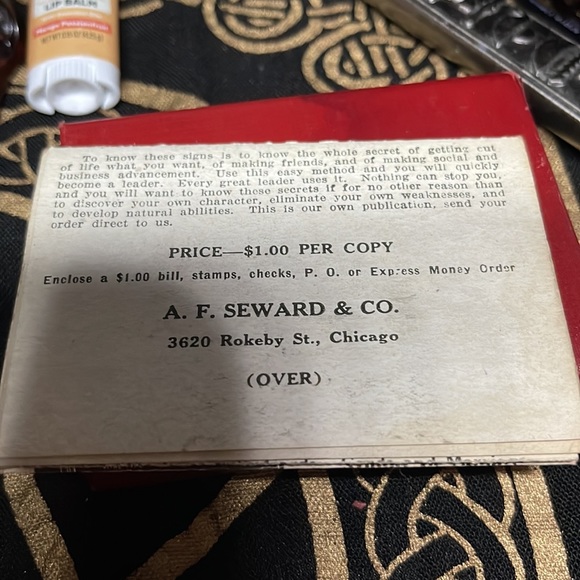 LIP BALM
To know these signs is to know the whole secret of getting out
of life what you want, of making friends, and of making social and
business advancement. Use this easy method and you will quickly
become a leader. Every great leader uses it. Nothing can stop you,
and you will want to know these secrets if for no other reason than
to discover your own character, eliminate your own weaknesses, and
to develop natural abilities. This is our own publication, send your
order direct to us.
PRICE—$1.00 PER COPY
Enclose a $1.00 bill, stamps, checks, P. O. or Express Money Order
A. F. SEWARD & CO.
3620 Rokeby St., Chicago
(OVER)